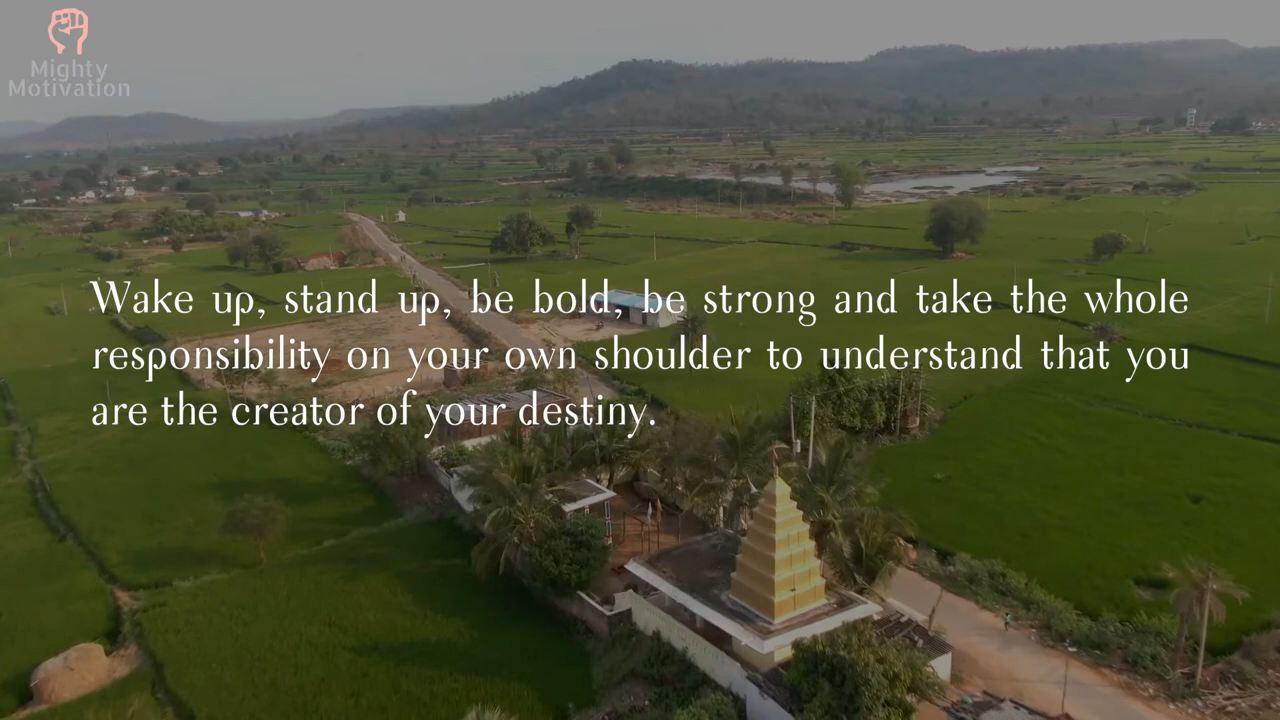 Mighty
Motivation
Wake up, stand up, be bold, be strong and take the whole
responsibility on your own shoulder to understand that you
are the creator of your destiny.